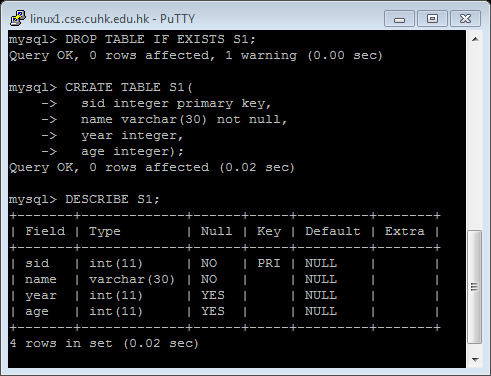 linux1.cse.cuhk.edu.hk - PuTTY
mysql> DROP TABLE IF EXISTS S1;
Query OK, 0 rows affected, 1 warning (0.00 sec)
mysql> CREATE TABLE S1(
    ->   sid integer primary key,
    ->   name varchar(30) not null,
    ->   year integer,
    ->   age integer);
Query OK, 0 rows affected (0.02 sec)
mysql> DESCRIBE S1;
+-------+-------------+------+-----+---------+-------+
| Field | Type        | Null | Key | Default | Extra |
+-------+-------------+------+-----+---------+-------+
| sid   | int(11)     | NO   | PRI | NULL    |       |
| name  | varchar(30) | NO   |     | NULL    |       |
| year  | int(11)     | YES  |     | NULL    |       |
| age   | int(11)     | YES  |     | NULL    |       |
+-------+-------------+------+-----+---------+-------+
4 rows in set (0.02 sec)